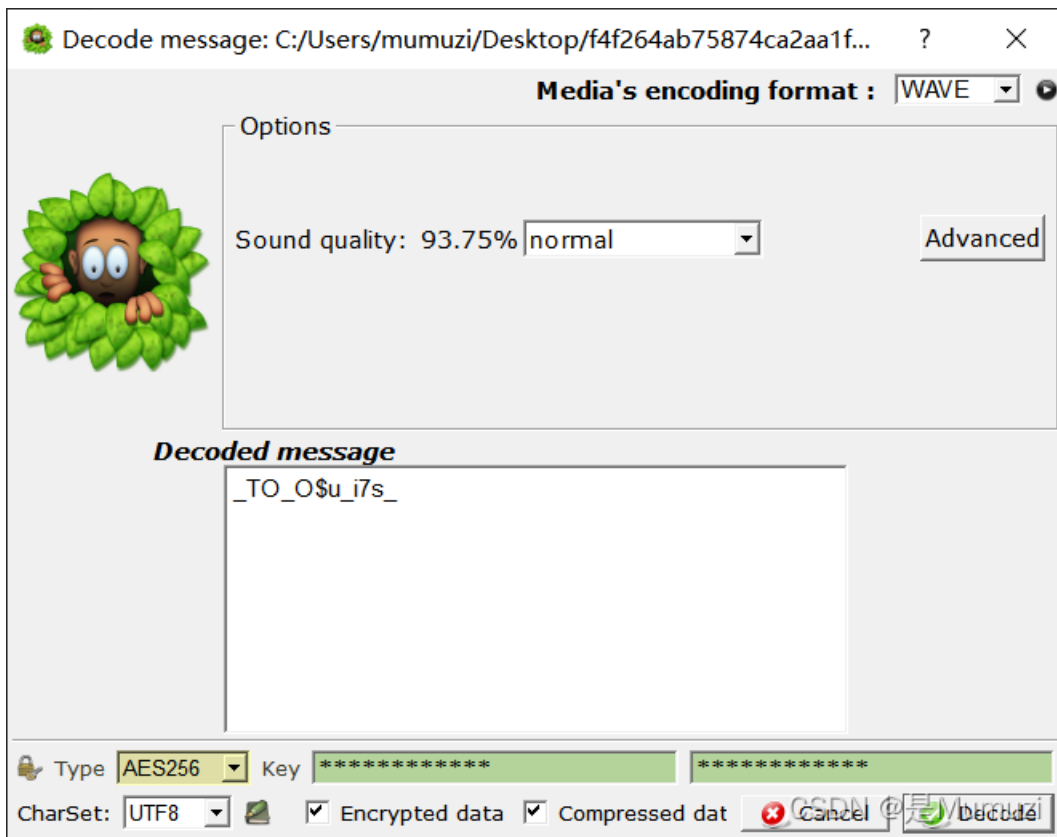 Decode message: C:/Users/mumuzi/Desktop/f4f264ab75874ca2aa1f... ?
Media's encoding format : WAVE
Options
Sound quality: 93.75% normal Advanced
Decoded message
_TO_O$u_i7s_
Type AES256 Key ************ ************
CharSet: UTF8 Encrypted data Compressed dat Cancel Decode
CSDN @是Mumuzi